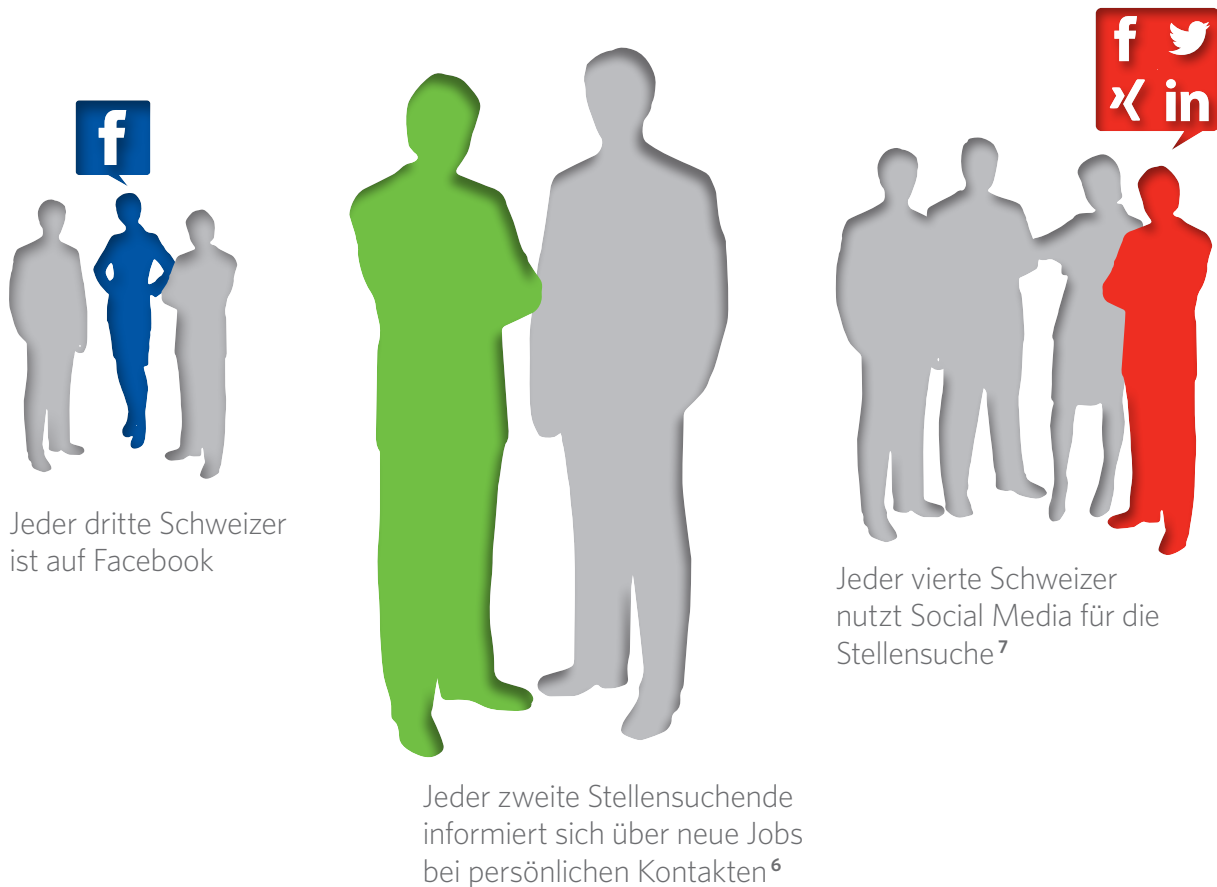 f
f
in
Jeder dritte Schweizer
ist auf Facebook
Jeder zweite Stellensuchende
informiert sich über neue Jobs
bei persönlichen Kontakten 6
Jeder vierte Schweizer
nutzt Social Media für die
Stellensuche 7